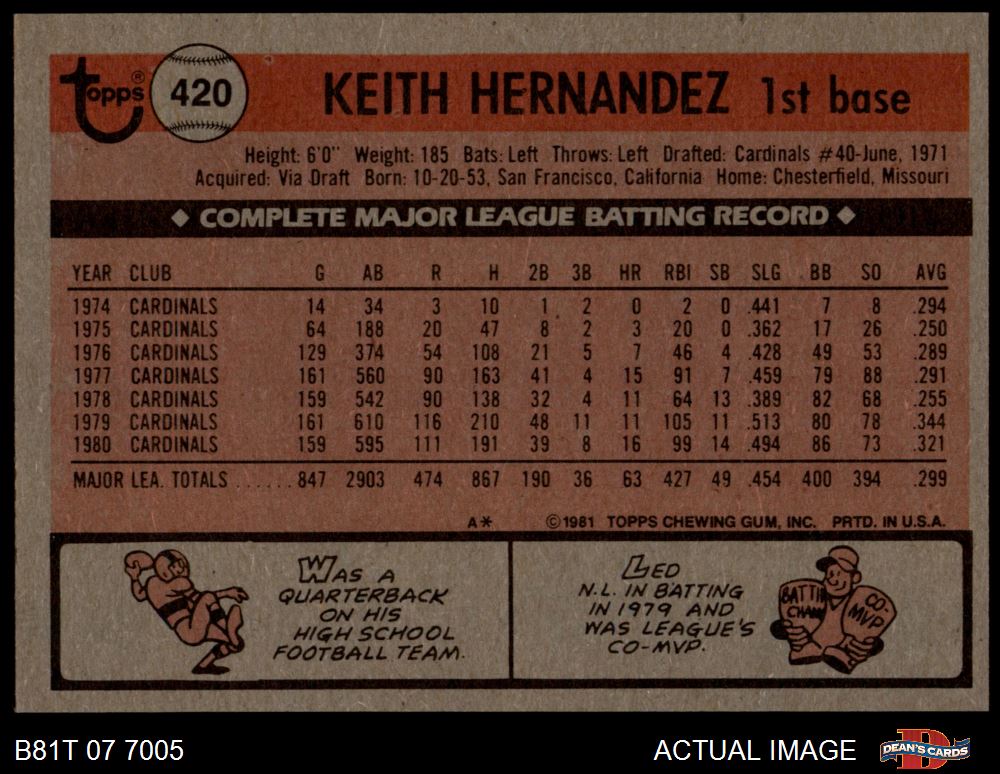 Topps® 420 KEITH HERNANDEZ 1st base
Height: 6'0" Weight: 185 Bats: Left Throws: Left Drafted: Cardinals #40-June, 1971
Acquired: Via Draft Born: 10-20-53, San Francisco, California Home: Chesterfield, Missouri
◆ COMPLETE MAJOR LEAGUE BATTING RECORD ◆
YEAR CLUB G AB R H 2B 3B HR RBI SB SLG BB SO AVG
1974 CARDINALS 14 34 3 10 1 2 0 2 0 .441 7 8 .294
1975 CARDINALS 64 188 20 47 8 2 3 20 0 .362 17 26 .250
1976 CARDINALS 129 374 54 108 21 5 7 46 4 .428 49 53 .289
1977 CARDINALS 161 560 90 163 41 4 15 91 7 .459 79 88 .291
1978 CARDINALS 159 542 90 138 32 4 11 64 13 .389 82 68 .255
1979 CARDINALS 161 610 116 210 48 11 11 105 11 .513 80 78 .344
1980 CARDINALS 159 595 111 191 39 8 16 99 14 .494 86 73 .321
MAJOR LEA. TOTALS ...... 847 2903 474 867 190 36 63 427 49 .454 400 394 .299
A* ©1981 TOPPS CHEWING GUM, INC. PRTD. IN U.S.A.
WAS A
QUARTERBACK
ON HIS
HIGH SCHOOL
FOOTBALL TEAM.
LED
N.L. IN BATTING
IN 1979 AND
WAS LEAGUE'S
CO-MVP.
BATTI
CHAM
CO-
MVP
B81T 07 7005 ACTUAL IMAGE DEAN'S CARDS